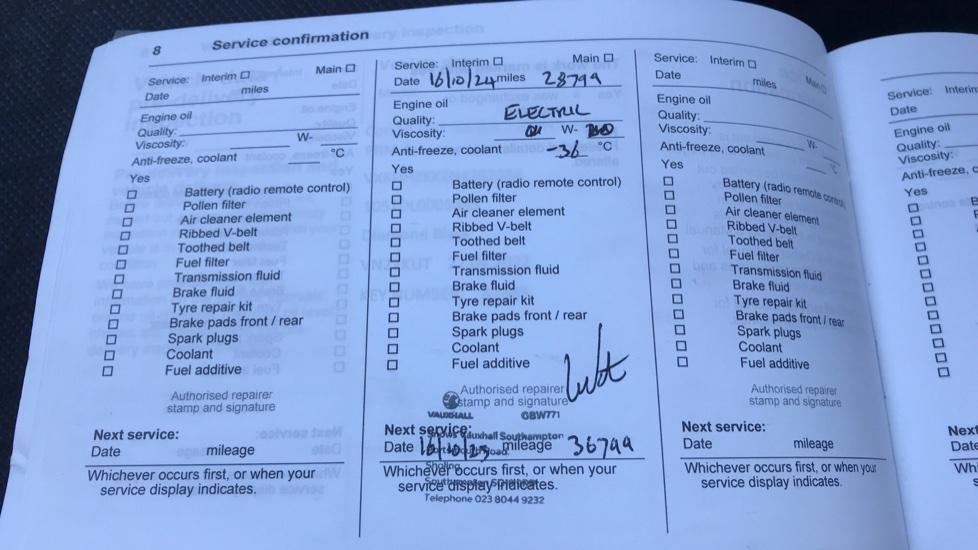 8 Service confirmation
Service: Interim Main
Date miles
Engine oil
Quality:
Viscosity: W-
Anti-freeze, coolant °C
Yes
Battery (radio remote control)
Pollen filter
Air cleaner element
Ribbed V-belt
Toothed belt
Fuel filter
Transmission fluid
Brake fluid
Tyre repair kit
Brake pads front / rear
Spark plugs
Coolant
Fuel additive
Authorised repairer
stamp and signature
Next service:
Date mileage
Whichever occurs first, or when your
service display indicates.
Service: Interim Main
Date 16/10/24 miles 28799
Engine oil
Quality: ELECTRIC
Viscosity: W-
Anti-freeze, coolant -36 °C
Yes
Battery (radio remote control)
Pollen filter
Air cleaner element
Ribbed V-belt
Toothed belt
Fuel filter
Transmission fluid
Brake fluid
Tyre repair kit
Brake pads front / rear
Spark plugs
Coolant
Fuel additive
Authorised repairer
stamp and signature
VAUXHALL GBW771
Next service:
Vauxhall Southampton
Date 16/10/25 mileage 36799
Whichever occurs first, or when your
service display indicates.
Telephone 023 8044 9232
Service: Interim Main
Date miles
Engine oil
Quality:
Viscosity: W-
Anti-freeze, coolant °C
Yes
Battery (radio remote control)
Pollen filter
Air cleaner element
Ribbed V-belt
Toothed belt
Fuel filter
Transmission fluid
Brake fluid
Tyre repair kit
Brake pads front / rear
Spark plugs
Coolant
Fuel additive
Authorised repairer
stamp and signature
Next service:
Date mileage
Whichever occurs first, or when your
service display indicates.
Service: Interim
Date
Engine oil
Quality:
Viscosity:
Anti-freeze, c
Yes